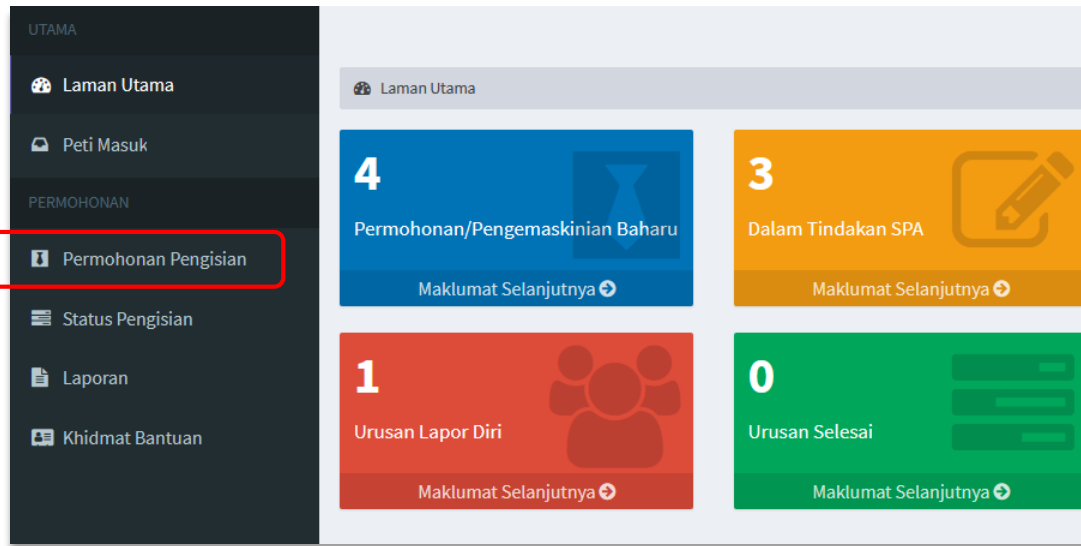 UTAMA
Laman Utama
Peti Masuk
PERMOHONAN
Permohonan Pengisian
Status Pengisian
Laporan
Khidmat Bantuan
Laman Utama
4
Permohonan/Pengemaskinian Baharu
Maklumat Selanjutnya
3
Dalam Tindakan SPA
Maklumat Selanjutnya
1
Urusan Lapor Diri
Maklumat Selanjutnya
0
Urusan Selesai
Maklumat Selanjutnya